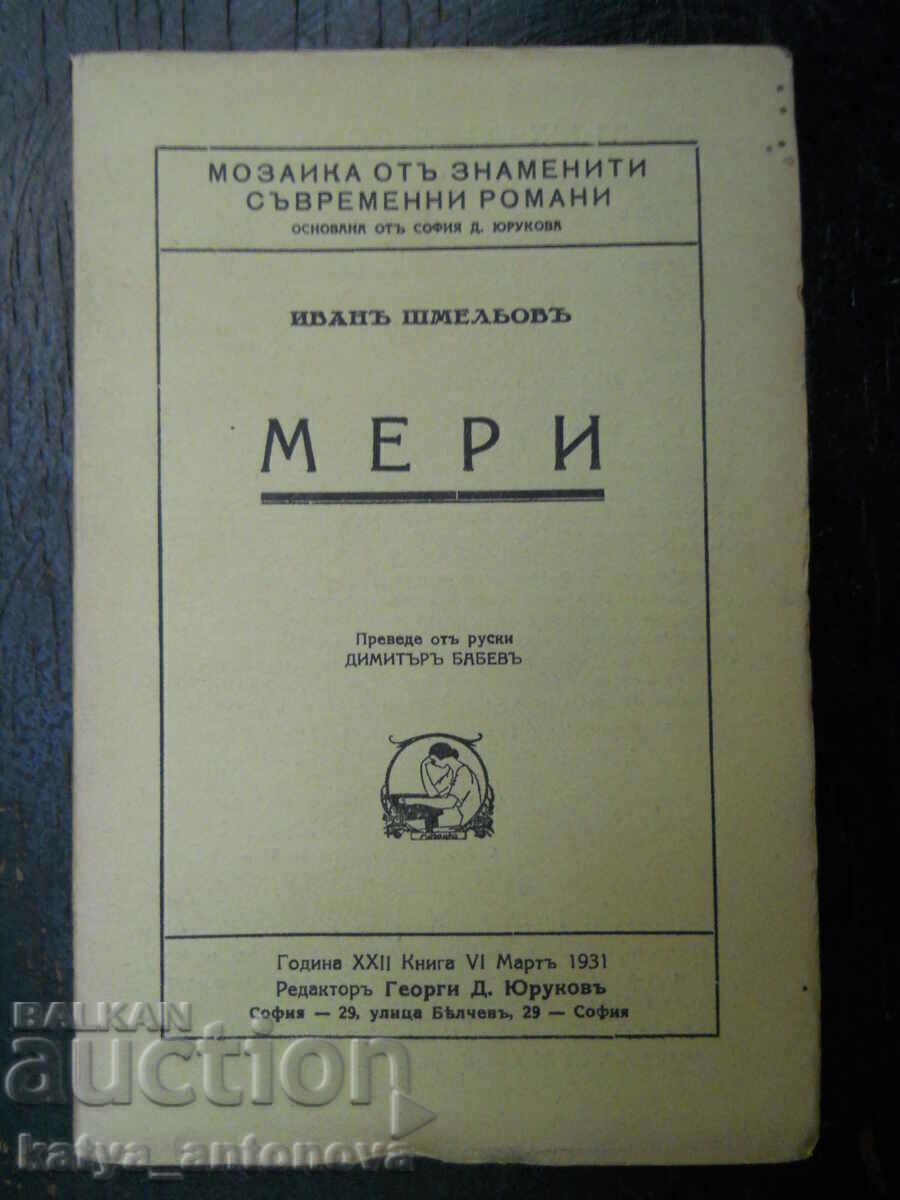 МОЗАИКА ОТЪ ЗНАМЕНИТИ
СЪВРЕМЕННИ РОМАНИ
ОСНОВАНА ОТЪ СОФИЯ Д. ЮРУКОВА
ИВАНЪ ШМЕЛЬОВЪ
МЕРИ
Преведе отъ руски
ДИМИТЪРЪ БАБЕВЪ
Година XXII Книга VI Мартъ 1931
Редакторъ Георги Д. Юруковъ
София — 29, улица Бѣлчевъ, 29 — София
BALKAN
auction
katya_antonova